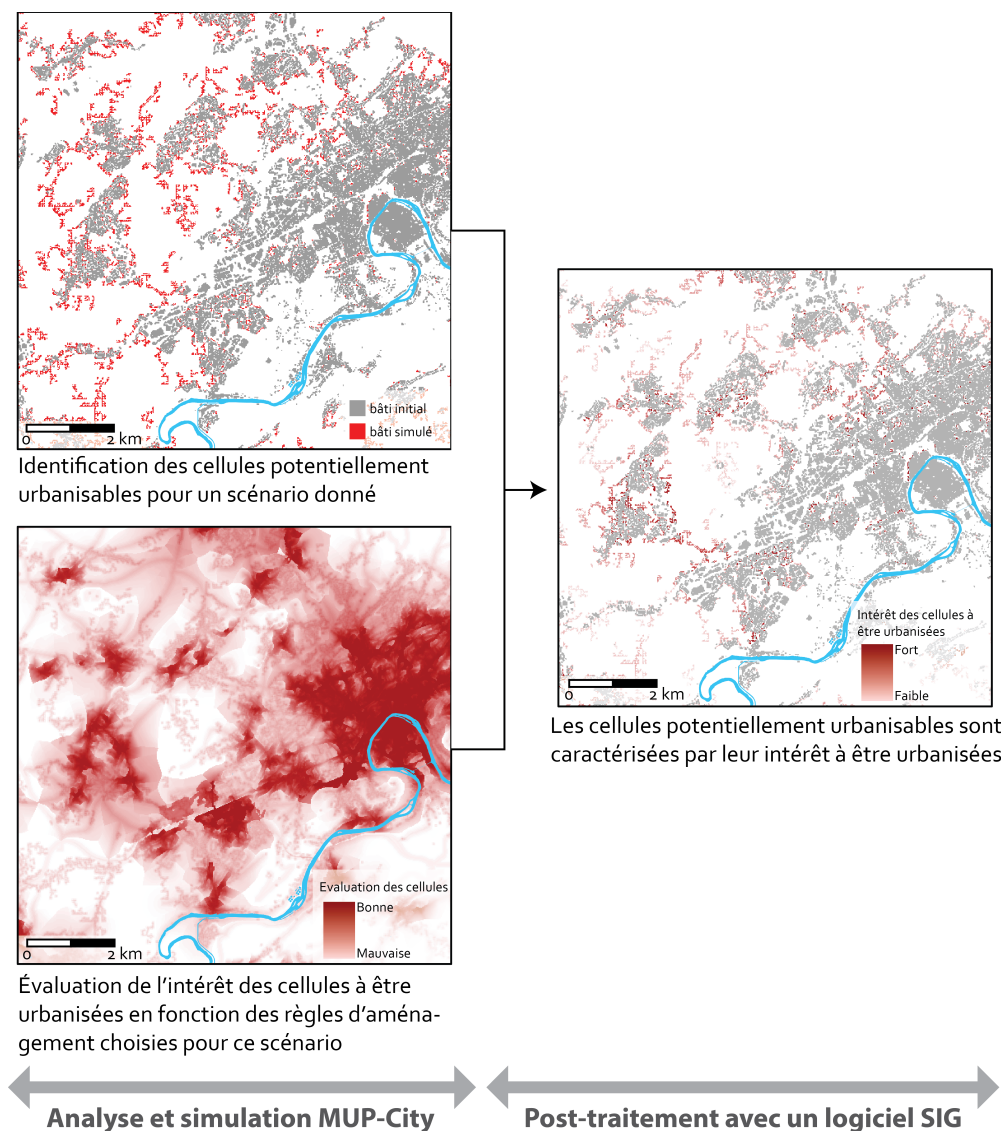 bâti initial
bâti simulé
0 2 km
Identification des cellules potentiellement
urbanisables pour un scénario donné
Evaluation des cellules
Bonne
Mauvaise
0 2 km
Évaluation de l'intérêt des cellules à être
urbanisées en fonction des règles d'aména-
gement choisies pour ce scénario
Intérêt des cellules à
être urbanisées
Fort
Faible
0 2 km
Les cellules potentiellement urbanisables sont
caractérisées par leur intérêt à être urbanisées
Analyse et simulation MUP-City
Post-traitement avec un logiciel SIG